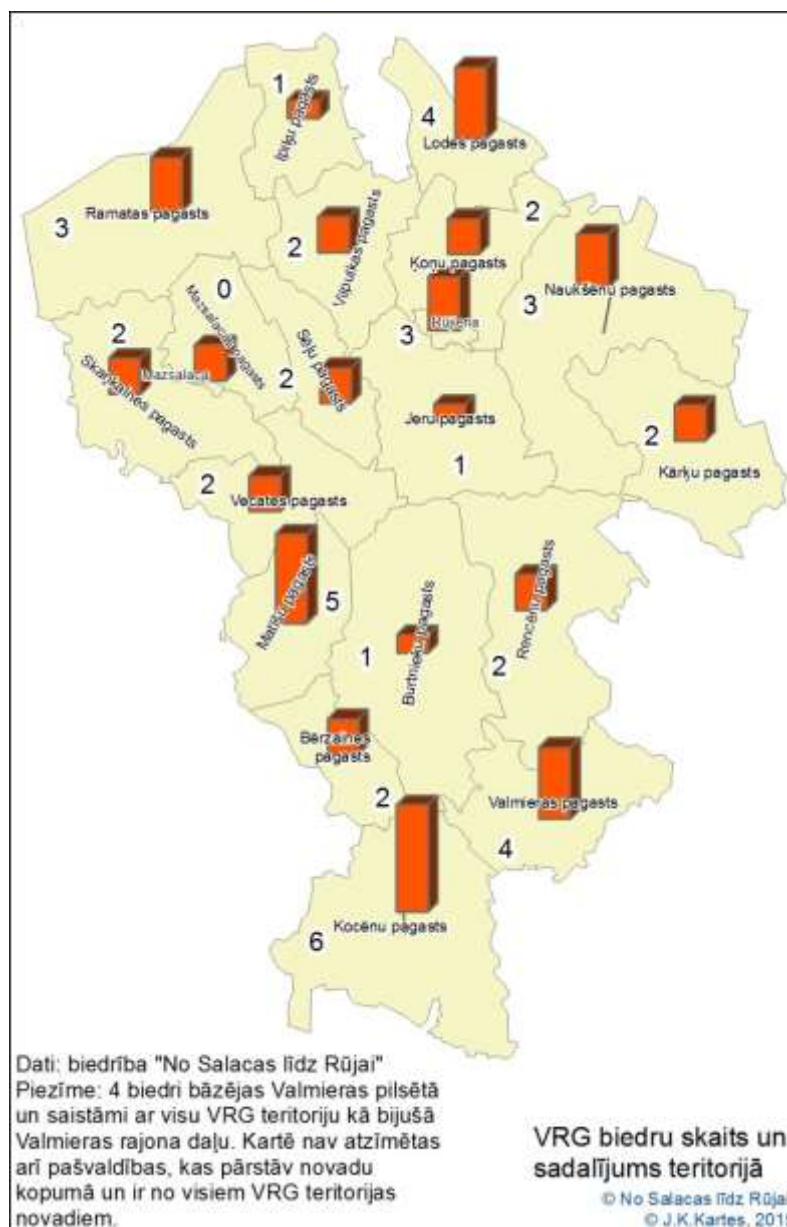 1
Ipiķu pagasts
4
Lodes pagasts
3
Ramatas pagasts
2
Vilpulkas pagasts
2
Ķoņu pagasts
3
Naukšēnu pagasts
0
Mazsalacas pagasts
3
Rūjiena
2
Skaņkalnes pagasts
Mazsalaca
2
Sēļu pagasts
Jeru pagasts
1
2
Kārķu pagasts
2
Vecates pagasts
5
Matīšu pagasts
1
Burtnieku pagasts
2
Rencēnu pagasts
Bērzaines
pagasts
2
Valmieras pagasts
4
Kocēnu pagasts
6
Dati: biedrība "No Salacas līdz Rūjai"
Piezīme: 4 biedri bāzējas Valmieras pilsētā
un saistāmi ar visu VRG teritoriju kā bijušā
Valmieras rajona daļu. Kartē nav atzīmētas
arī pašvaldības, kas pārstāv novadu
kopumā un ir no visiem VRG teritorijas
novadiem.
VRG biedru skaits un
sadalījums teritorijā
© No Salacas līdz Rūjai
© J.K.Kartes, 2015